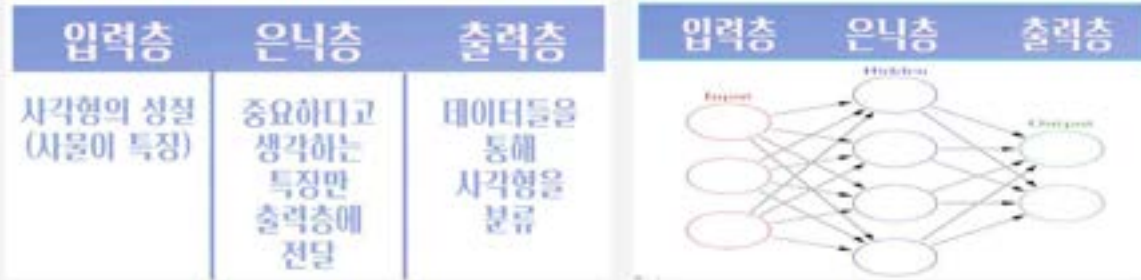 입력층 은닉층 출력층
사각형의 성질
(사물이 특징)
중요하다고
생각하는
특징만
출력층에
전달
데이터들을
통해
사각형을
분류
입력층 은닉층 출력층
Hidden
Input
Output